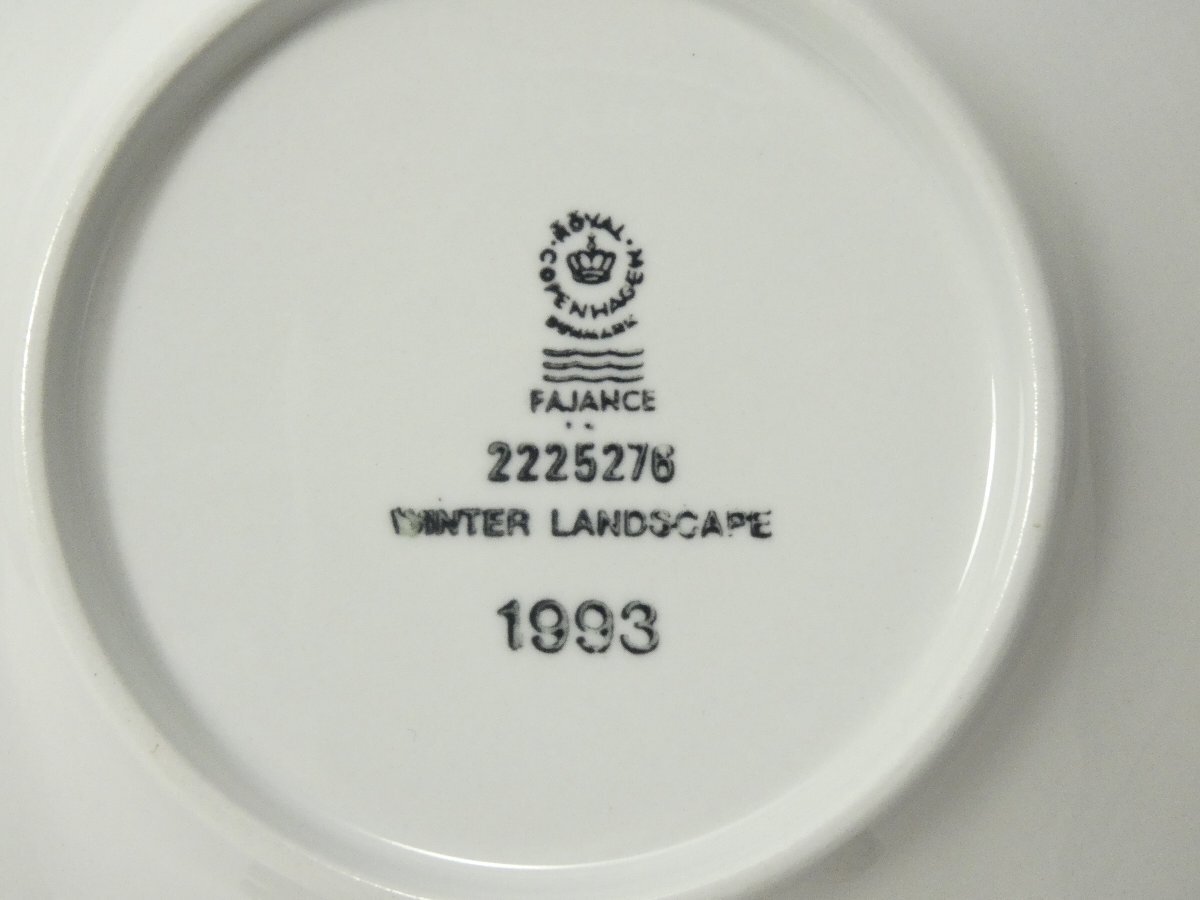 ROYAL
COPENHAGEN
DENMARK
FAJANCE
2225276
WINTER LANDSCAPE
1993